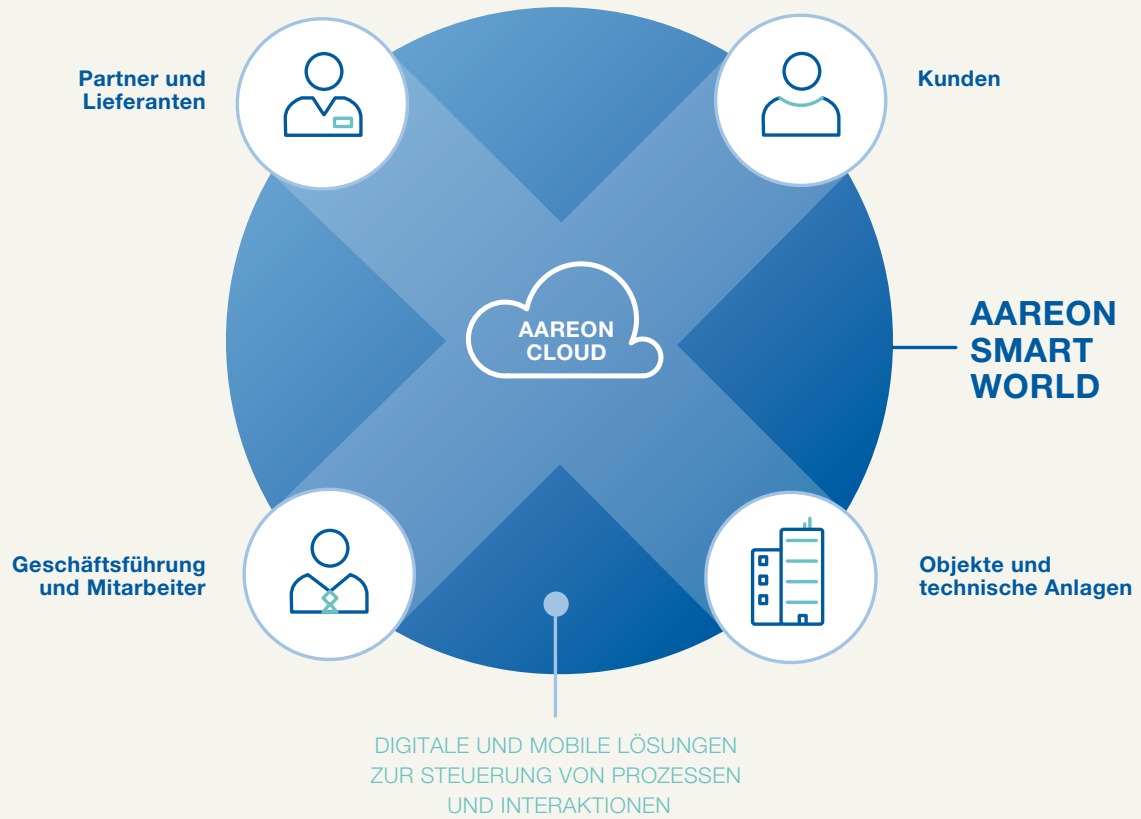 Partner und
Lieferanten
Kunden
AAREON
CLOUD
AAREON
SMART
WORLD
Geschäftsführung
und Mitarbeiter
Objekte und
technische Anlagen
DIGITALE UND MOBILE LÖSUNGEN
ZUR STEUERUNG VON PROZESSEN
UND INTERAKTIONEN